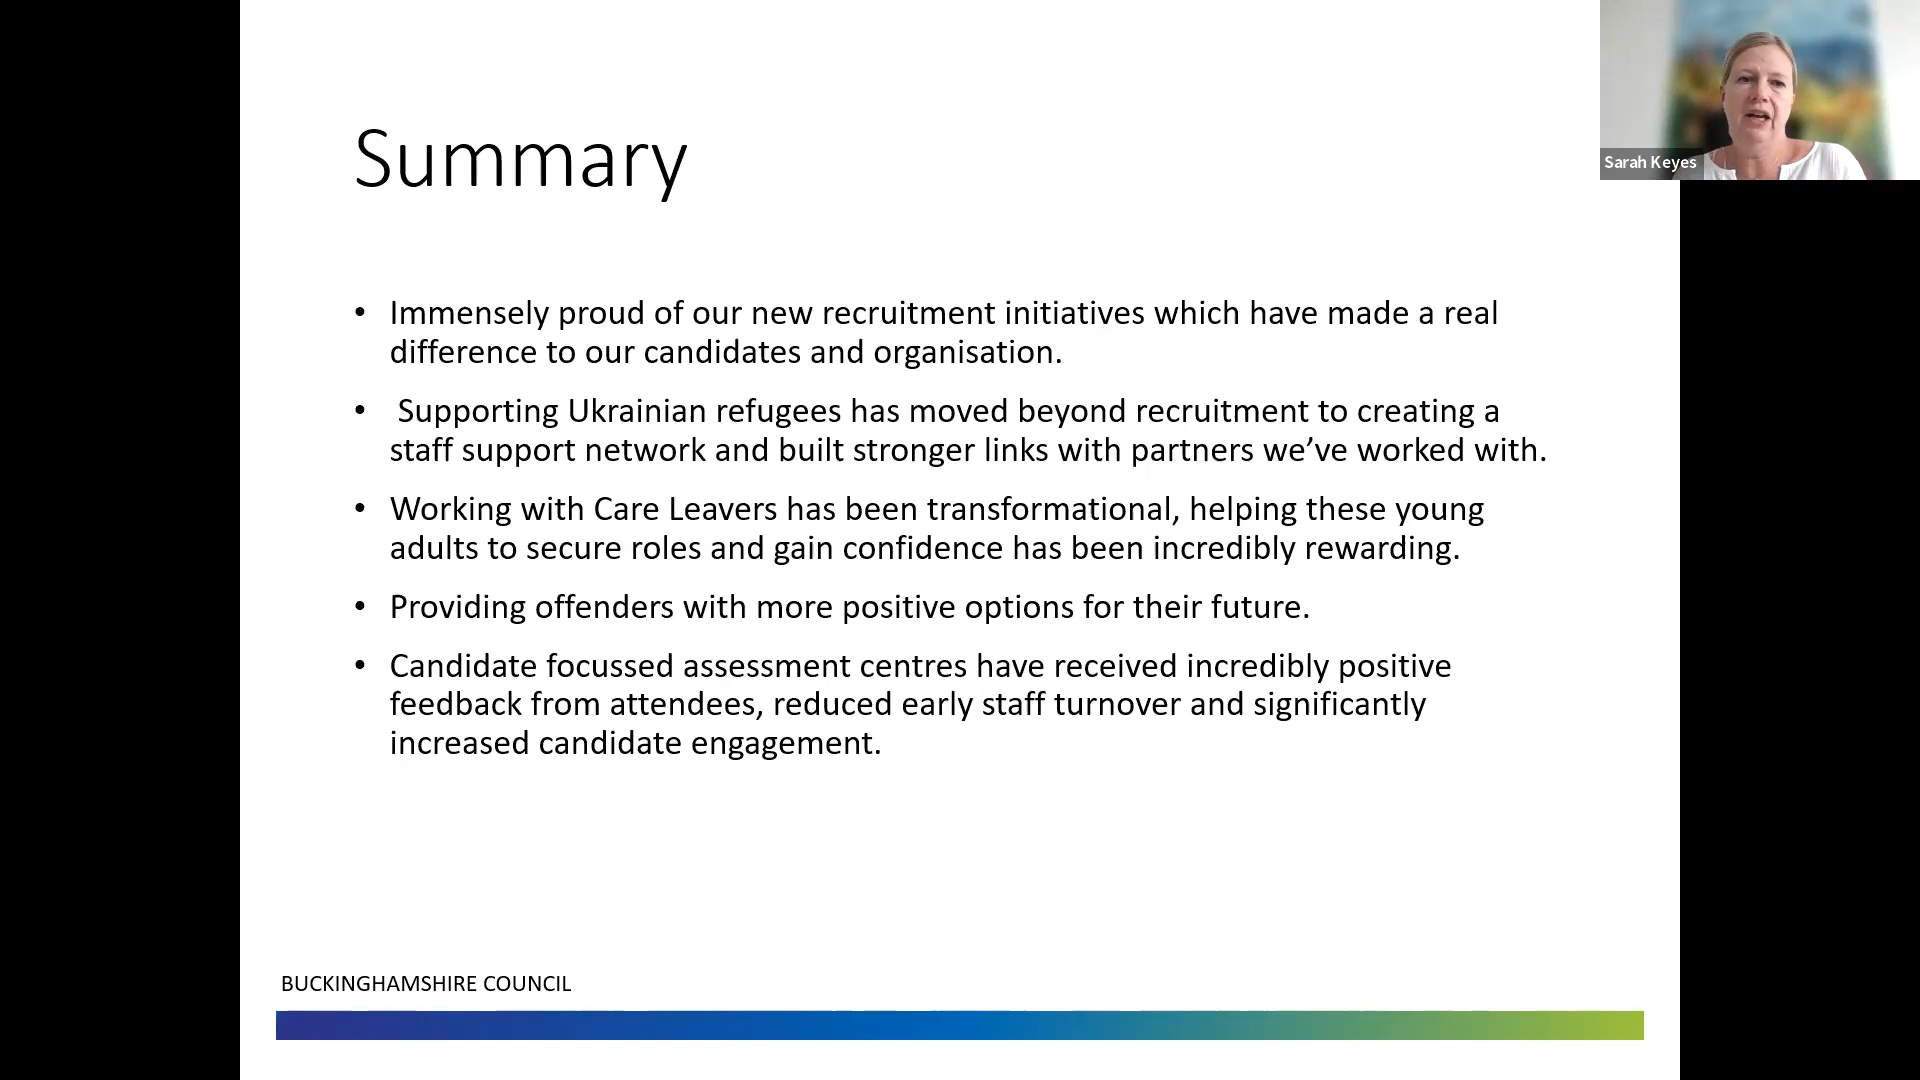 Summary
Sarah Keyes
• Immensely proud of our new recruitment initiatives which have made a real
difference to our candidates and organisation.
• Supporting Ukrainian refugees has moved beyond recruitment to creating a
staff support network and built stronger links with partners we’ve worked with.
• Working with Care Leavers has been transformational, helping these young
adults to secure roles and gain confidence has been incredibly rewarding.
• Providing offenders with more positive options for their future.
• Candidate focussed assessment centres have received incredibly positive
feedback from attendees, reduced early staff turnover and significantly
increased candidate engagement.
BUCKINGHAMSHIRE COUNCIL